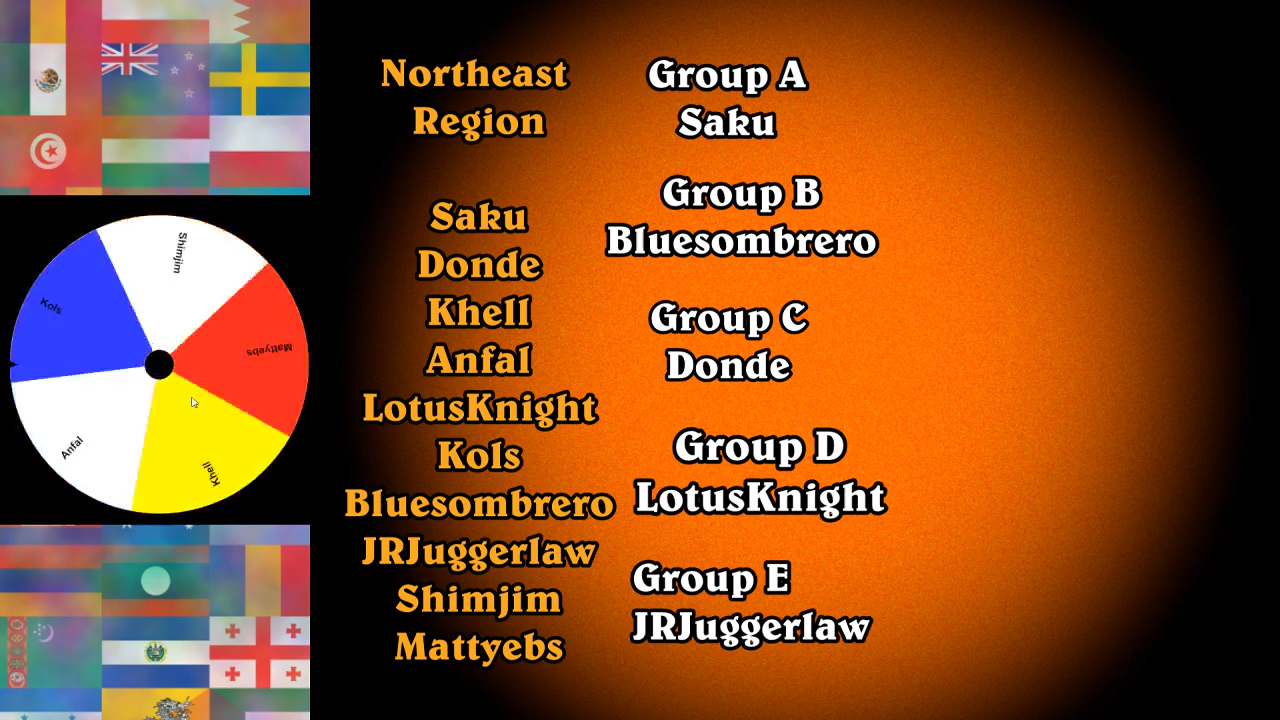 Northeast
Region
Saku
Donde
Khell
Anfal
LotusKnight
Kols
Bluesombrero
JRJuggerlaw
Shimjim
Mattyebs
Group A
Saku
Group B
Bluesombrero
Group C
Donde
Group D
LotusKnight
Group E
JRJuggerlaw
Shimjim
Kols
Mattyebs
Anfal
Khell